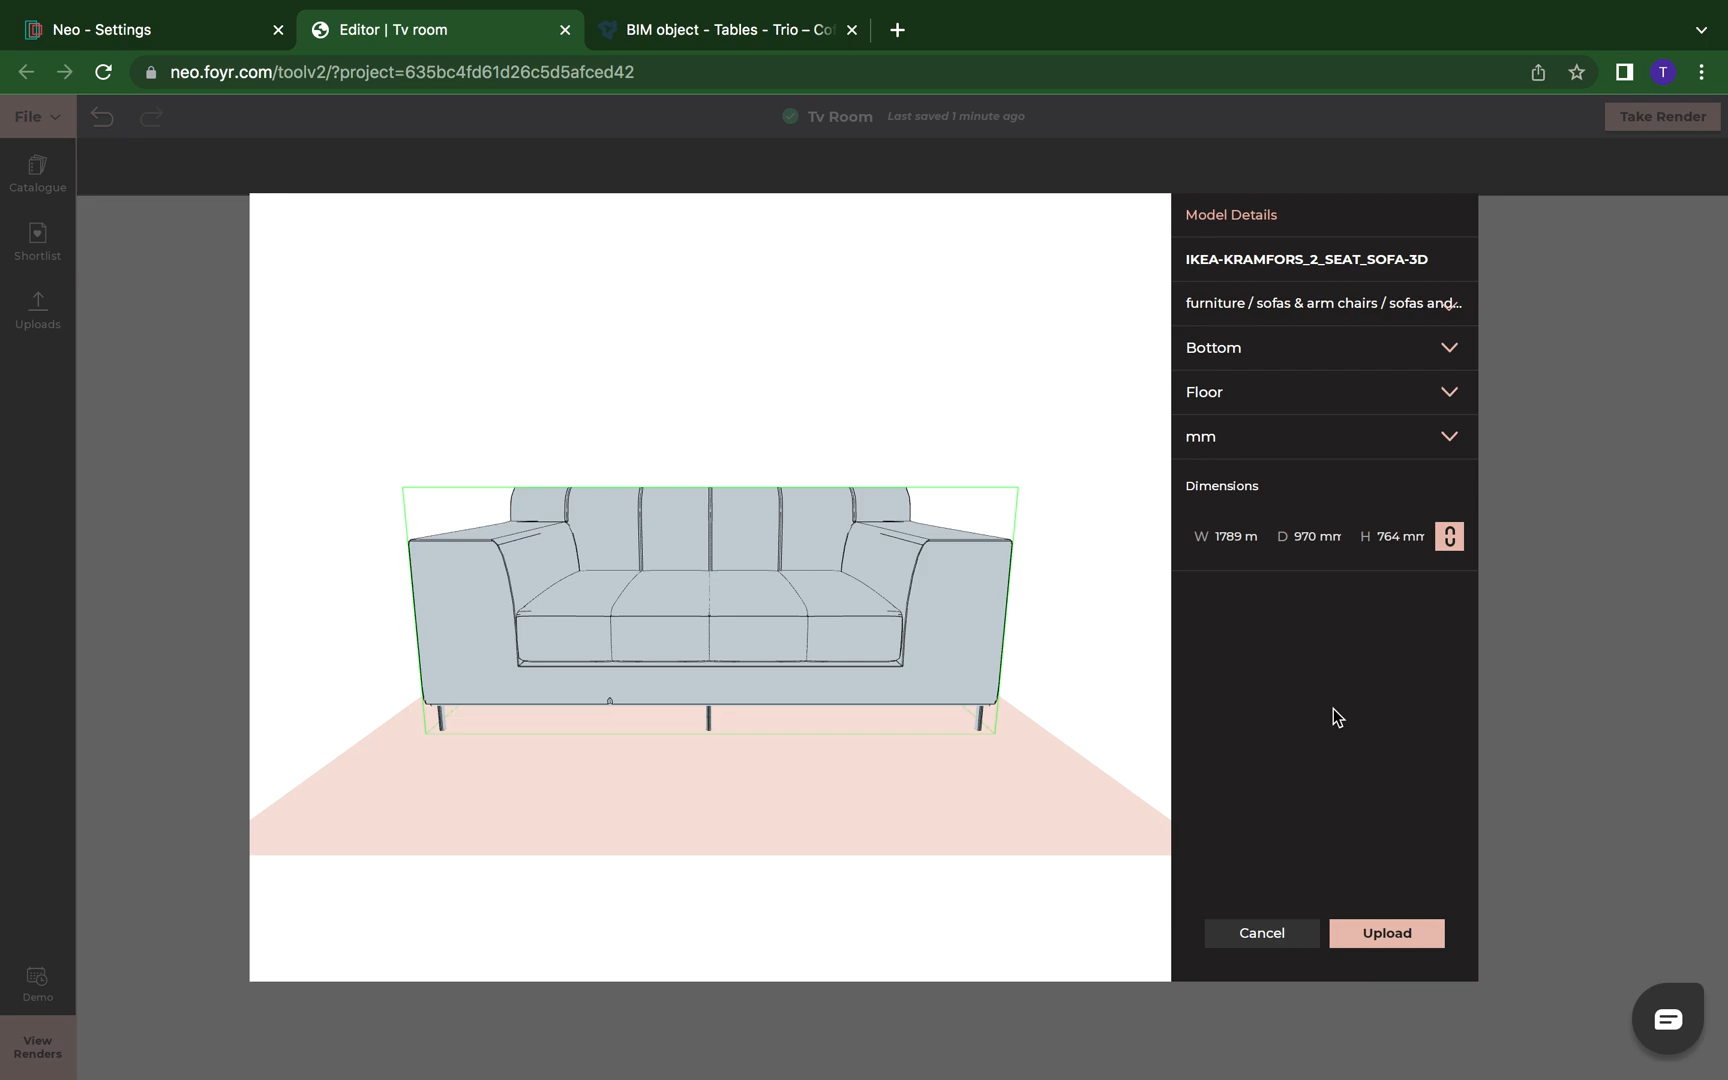 Neo - Settings
Editor | Tv room
BIM object - Tables - Trio – Co
neo.foyr.com/toolv2/?project=635bc4fd61d26c5d5afced42
T
File
Tv Room
Last saved 1 minute ago
Take Render
Catalogue
Shortlist
Uploads
Demo
View
Renders
Model Details
IKEA-KRAMFORS_2_SEAT_SOFA-3D
furniture / sofas & arm chairs / sofas and...
Bottom
Floor
mm
Dimensions
W 1789 m D 970 mm H 764 mm
Cancel
Upload